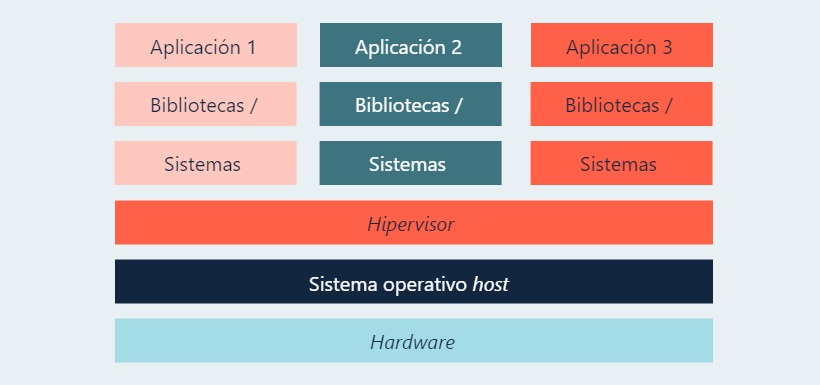 Aplicación 1
Aplicación 2
Aplicación 3
Bibliotecas /
Bibliotecas /
Bibliotecas /
Sistemas
Sistemas
Sistemas
Hipervisor
Sistema operativo host
Hardware